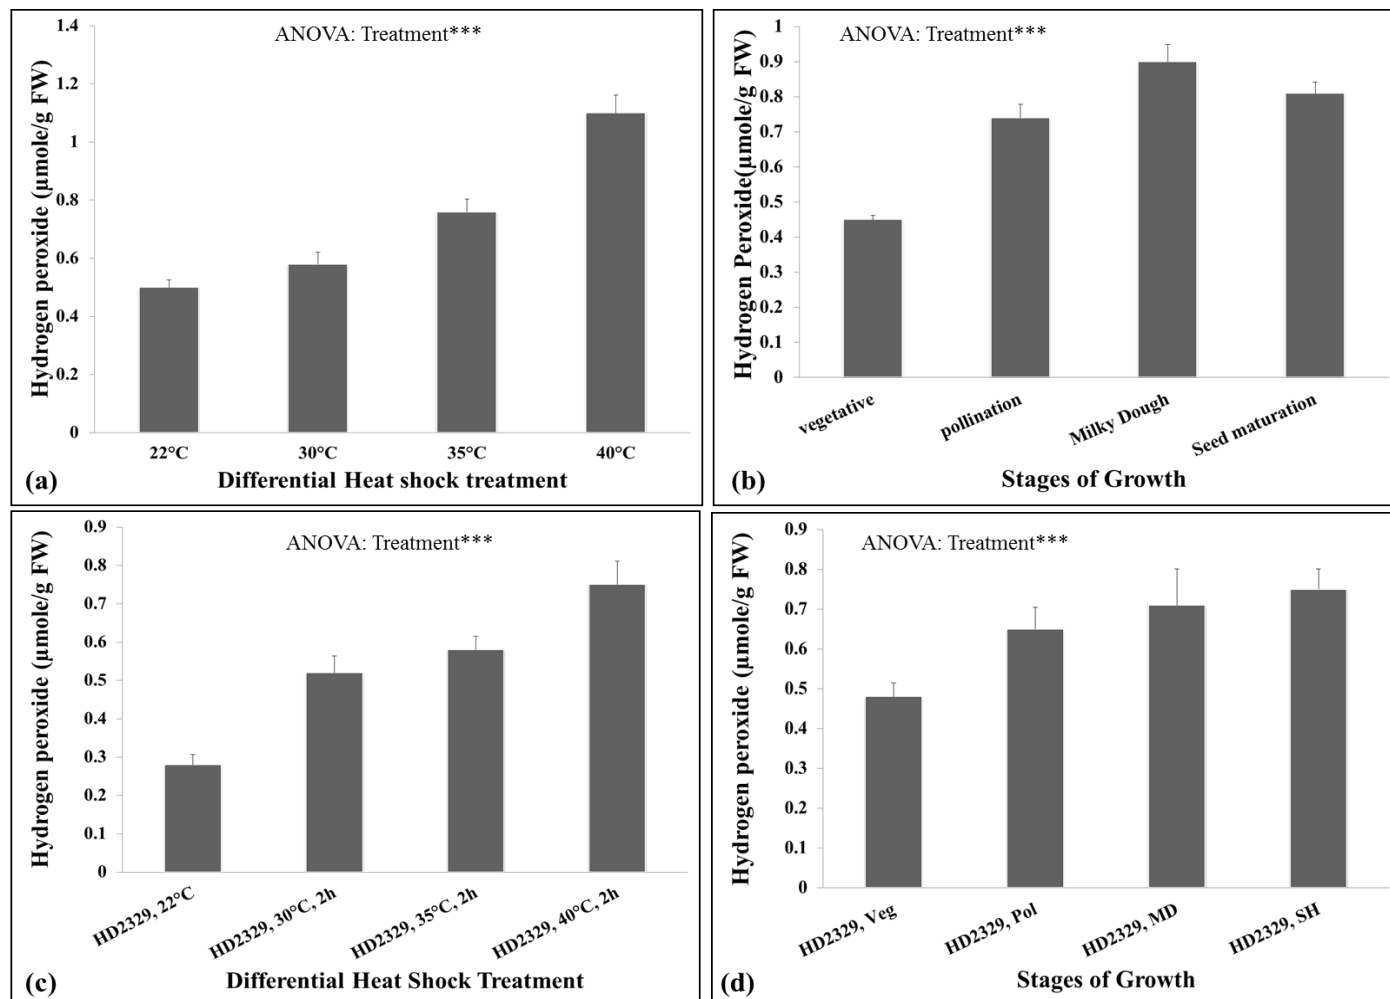 ANOVA: Treatment***
Hydrogen peroxide (µmole/g FW)
1.4
1.2
1
0.8
0.6
0.4
0.2
0
22°C 30°C 35°C 40°C
Differential Heat shock treatment
(a)
ANOVA: Treatment***
Hydrogen Peroxide(µmole/g FW)
1
0.9
0.8
0.7
0.6
0.5
0.4
0.3
0.2
0.1
0
vegetative pollination Milky Dough Seed maturation
Stages of Growth
(b)
ANOVA: Treatment***
Hydrogen peroxide (µmole/g FW)
0.9
0.8
0.7
0.6
0.5
0.4
0.3
0.2
0.1
0
HD2329, 22°C HD2329, 30°C, 2h HD2329, 35°C, 2h HD2329, 40°C, 2h
Differential Heat Shock Treatment
(c)
ANOVA: Treatment***
Hydrogen peroxide (µmole/g FW)
0.9
0.8
0.7
0.6
0.5
0.4
0.3
0.2
0.1
0
HD2329, Veg HD2329, Pol HD2329, MD HD2329, SH
Stages of Growth
(d)